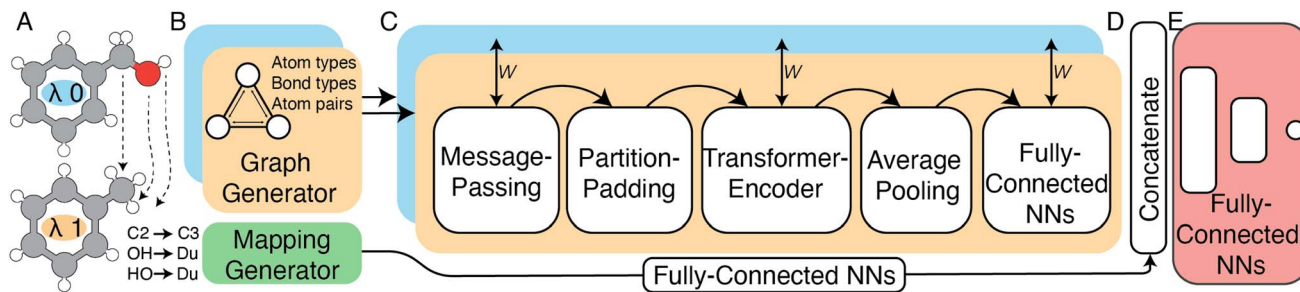 A
B
C
D
E
λ 0
λ 1
C2 → C3
OH → Du
HO → Du
Atom types
Bond types
Atom pairs
Graph
Generator
Mapping
Generator
W
W
W
Message-
Passing
Partition-
Padding
Transformer-
Encoder
Average
Pooling
Fully-
Connected
NNs
Fully-Connected NNs
Concatenate
Fully-
Connected
NNs